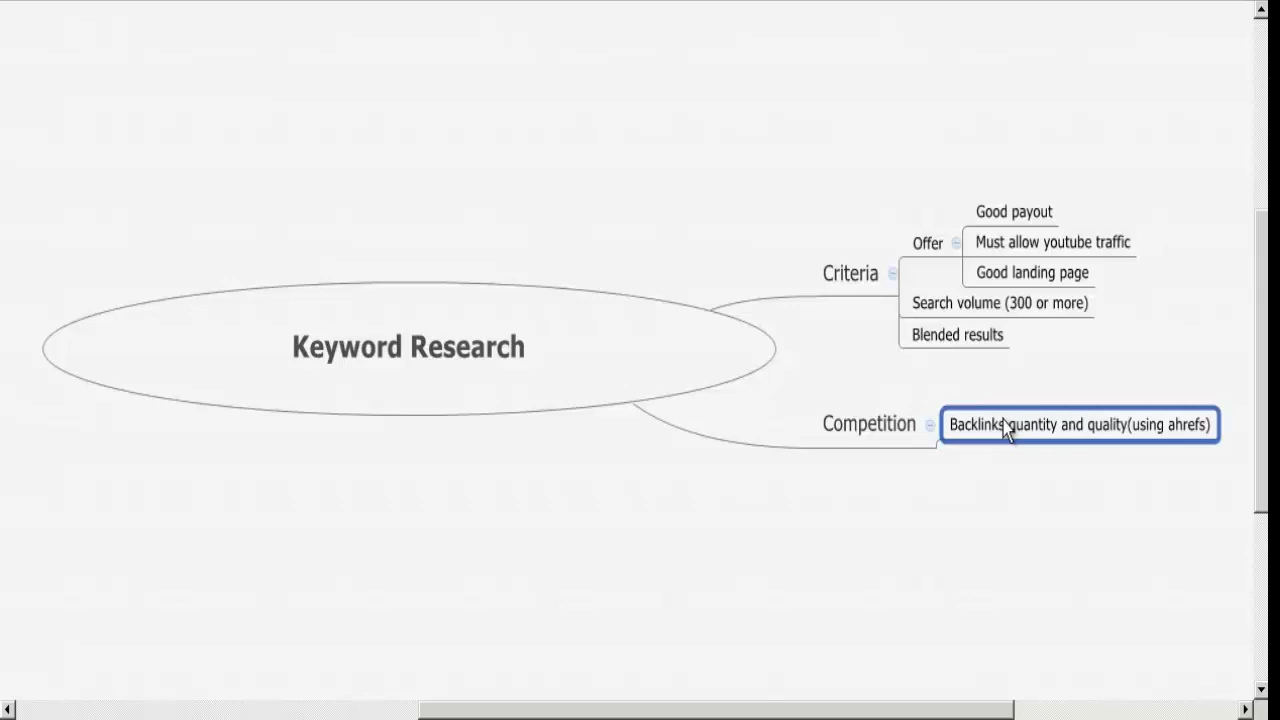 Keyword Research
Criteria
Offer
Good payout
Must allow youtube traffic
Good landing page
Search volume (300 or more)
Blended results
Competition
Backlinks quantity and quality(using ahrefs)